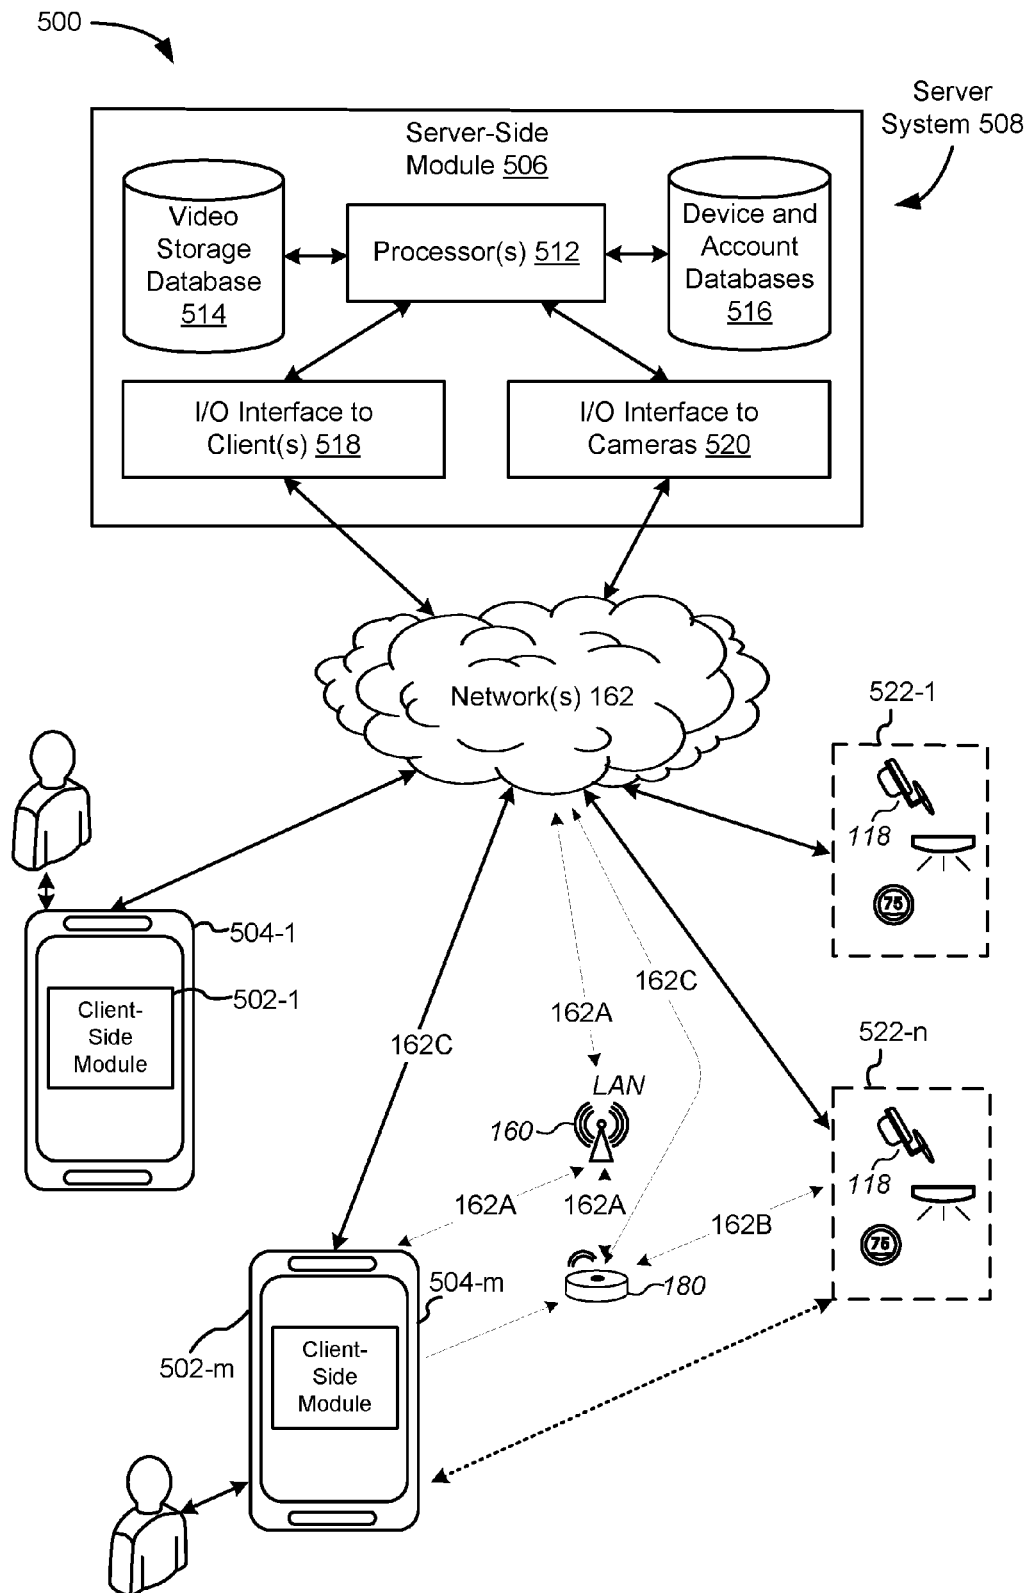 500
Server
System 508
Server-Side
Module 506
Video
Storage
Database
514
Processor(s) 512
Device and
Account
Databases
516
I/O Interface to
Client(s) 518
I/O Interface to
Cameras 520
Network(s) 162
522-1
118
75
504-1
502-1
Client-
Side
Module
162C
162A
162C
LAN
160
162A
162A
162B
522-n
118
75
180
504-m
502-m
Client-
Side
Module